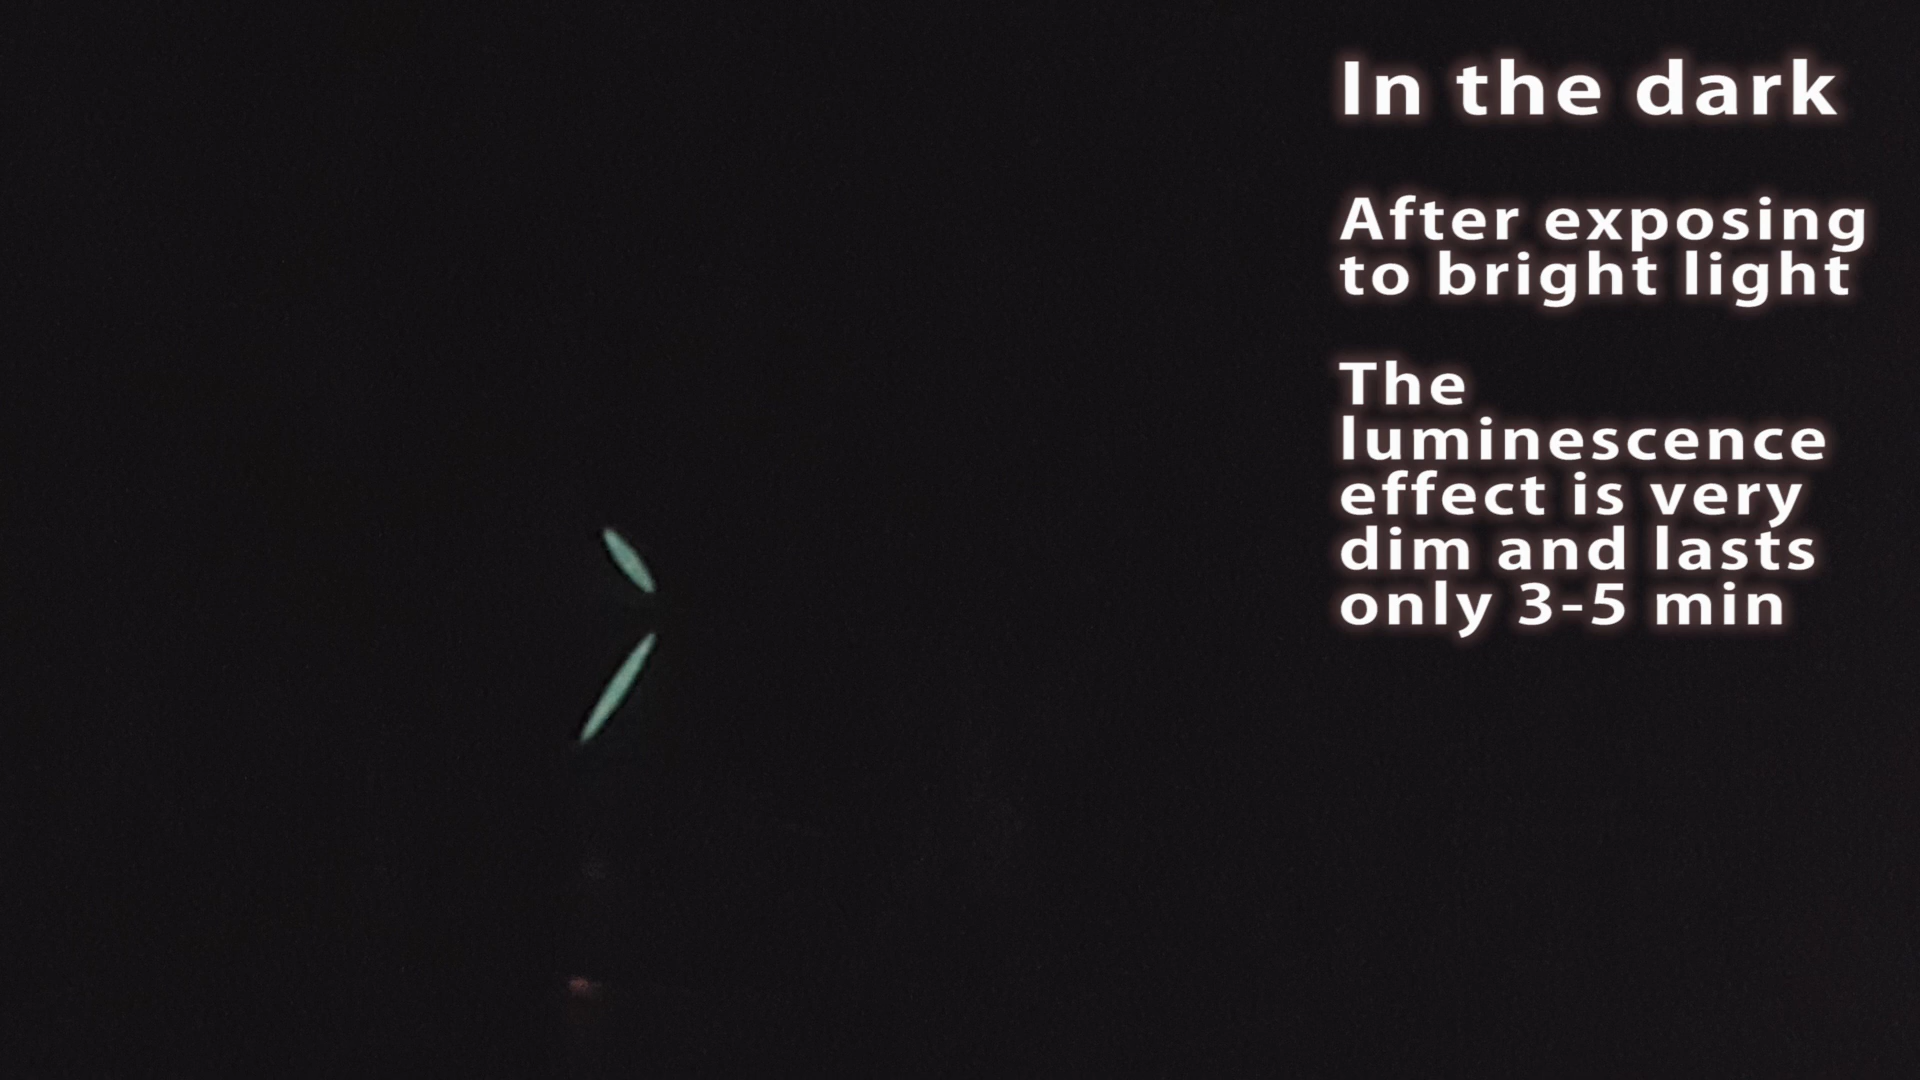 In the dark
After exposing
to bright light
The
luminescence
effect is very
dim and lasts
only 3-5 min